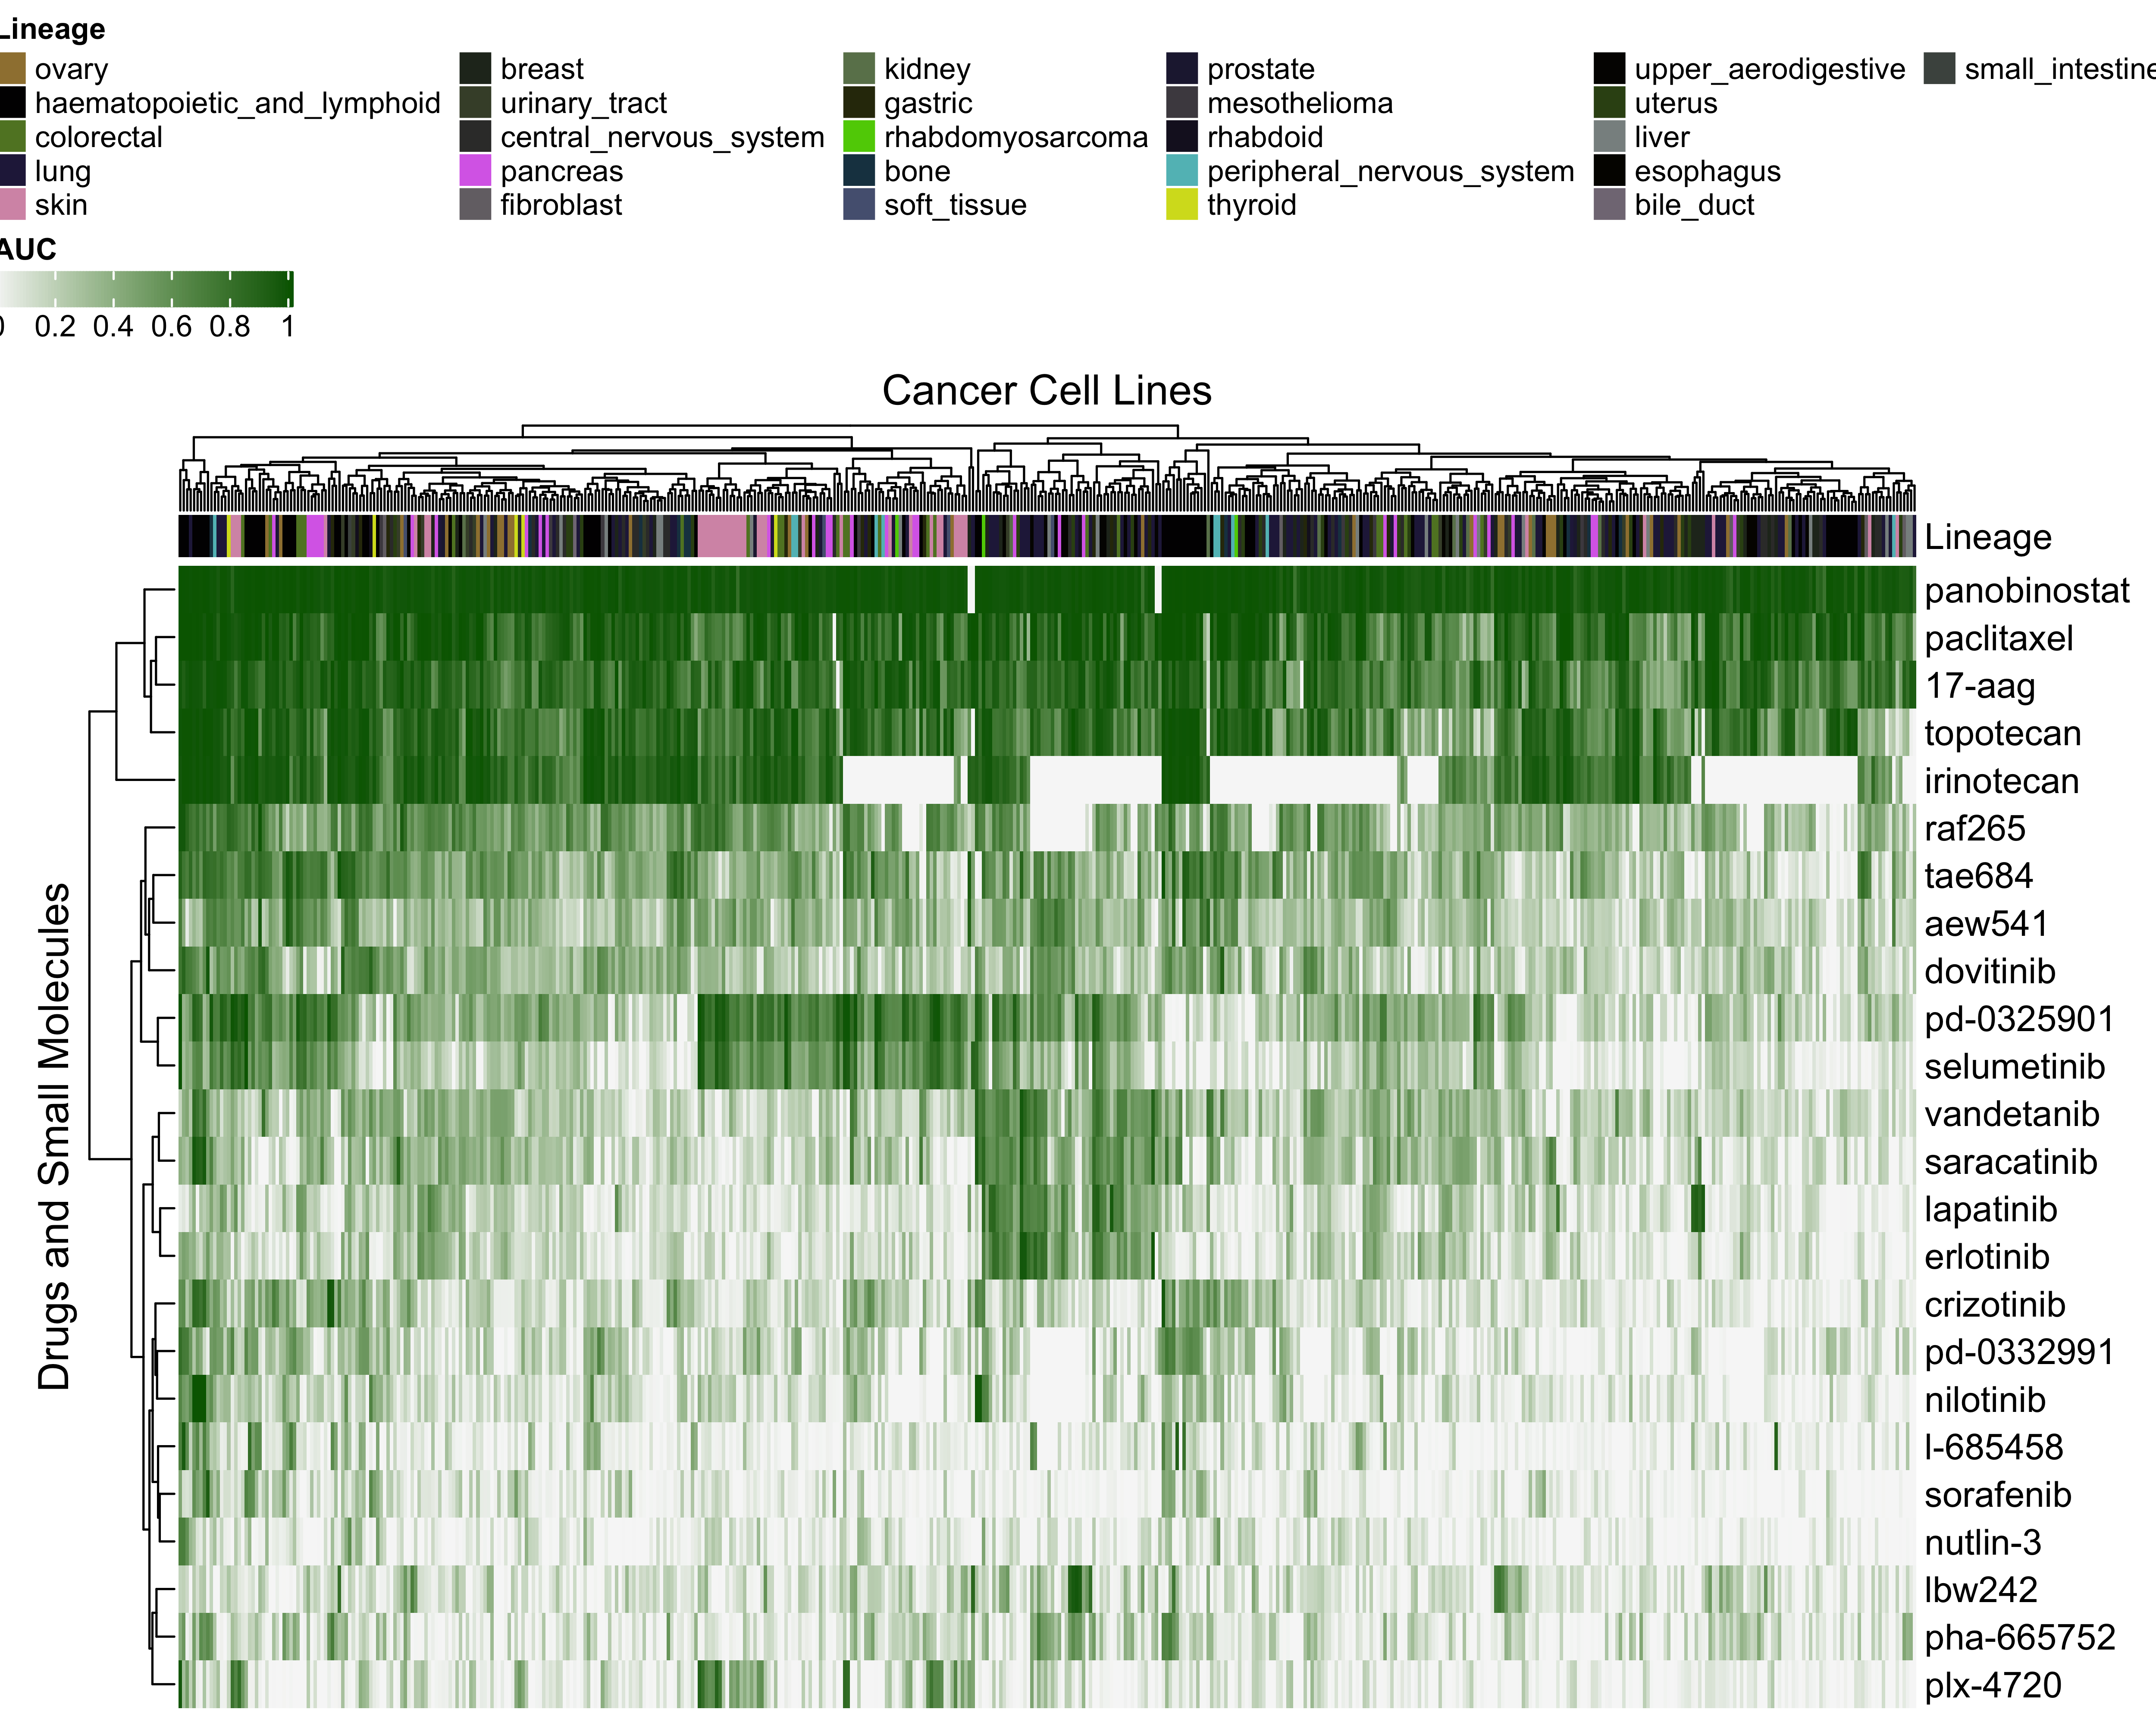 Lineage
ovary breast kidney prostate upper_aerodigestive small_intestine
haematopoietic_and_lymphoid urinary_tract gastric mesothelioma uterus
colorectal central_nervous_system rhabdomyosarcoma rhabdoid liver
lung pancreas bone peripheral_nervous_system esophagus
skin fibroblast soft_tissue thyroid bile_duct
AUC
0 0.2 0.4 0.6 0.8 1
Cancer Cell Lines
Lineage
panobinostat
paclitaxel
17-aag
topotecan
irinotecan
raf265
tae684
aew541
dovitinib
pd-0325901
selumetinib
vandetanib
saracatinib
lapatinib
erlotinib
crizotinib
pd-0332991
nilotinib
l-685458
sorafenib
nutlin-3
lbw242
pha-665752
plx-4720
Drugs and Small Molecules